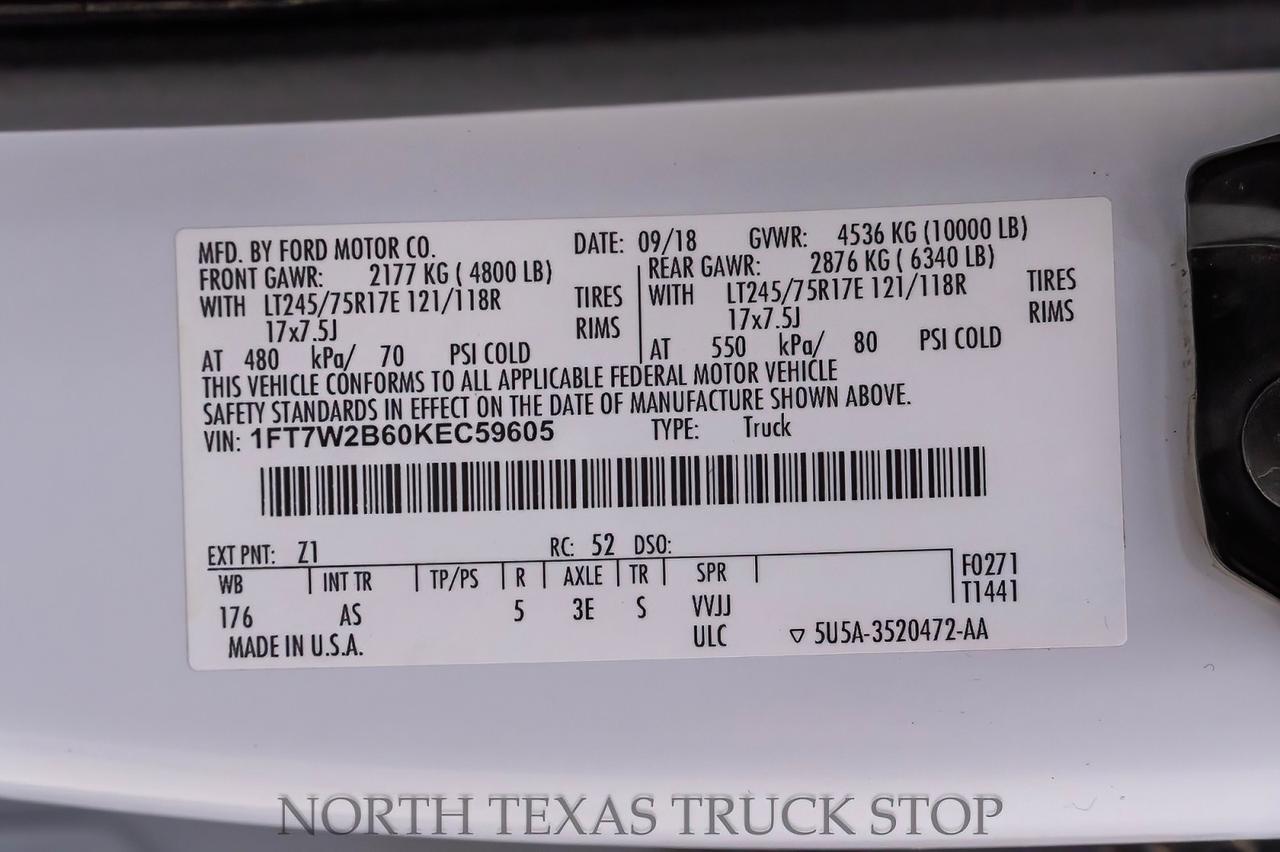 MFD. BY FORD MOTOR CO. DATE: 09/18 GVWR: 4536 KG (10000 LB)
FRONT GAWR: 2177 KG ( 4800 LB) REAR GAWR: 2876 KG ( 6340 LB)
WITH LT245/75R17E 121/118R TIRES WITH LT245/75R17E 121/118R TIRES
17x7.5J RIMS 17x7.5J RIMS
AT 480 kPa/ 70 PSI COLD AT 550 kPa/ 80 PSI COLD
THIS VEHICLE CONFORMS TO ALL APPLICABLE FEDERAL MOTOR VEHICLE
SAFETY STANDARDS IN EFFECT ON THE DATE OF MANUFACTURE SHOWN ABOVE.
VIN: 1FT7W2B60KEC59605 TYPE: Truck
EXT PNT: Z1 RC: 52 DSO:
WB INT TR TP/PS R AXLE TR SPR F0271
T1441
176 AS 5 3E S VVJJ
MADE IN U.S.A. ULC ▽ 5U5A-3520472-AA
NORTH TEXAS TRUCK STOP